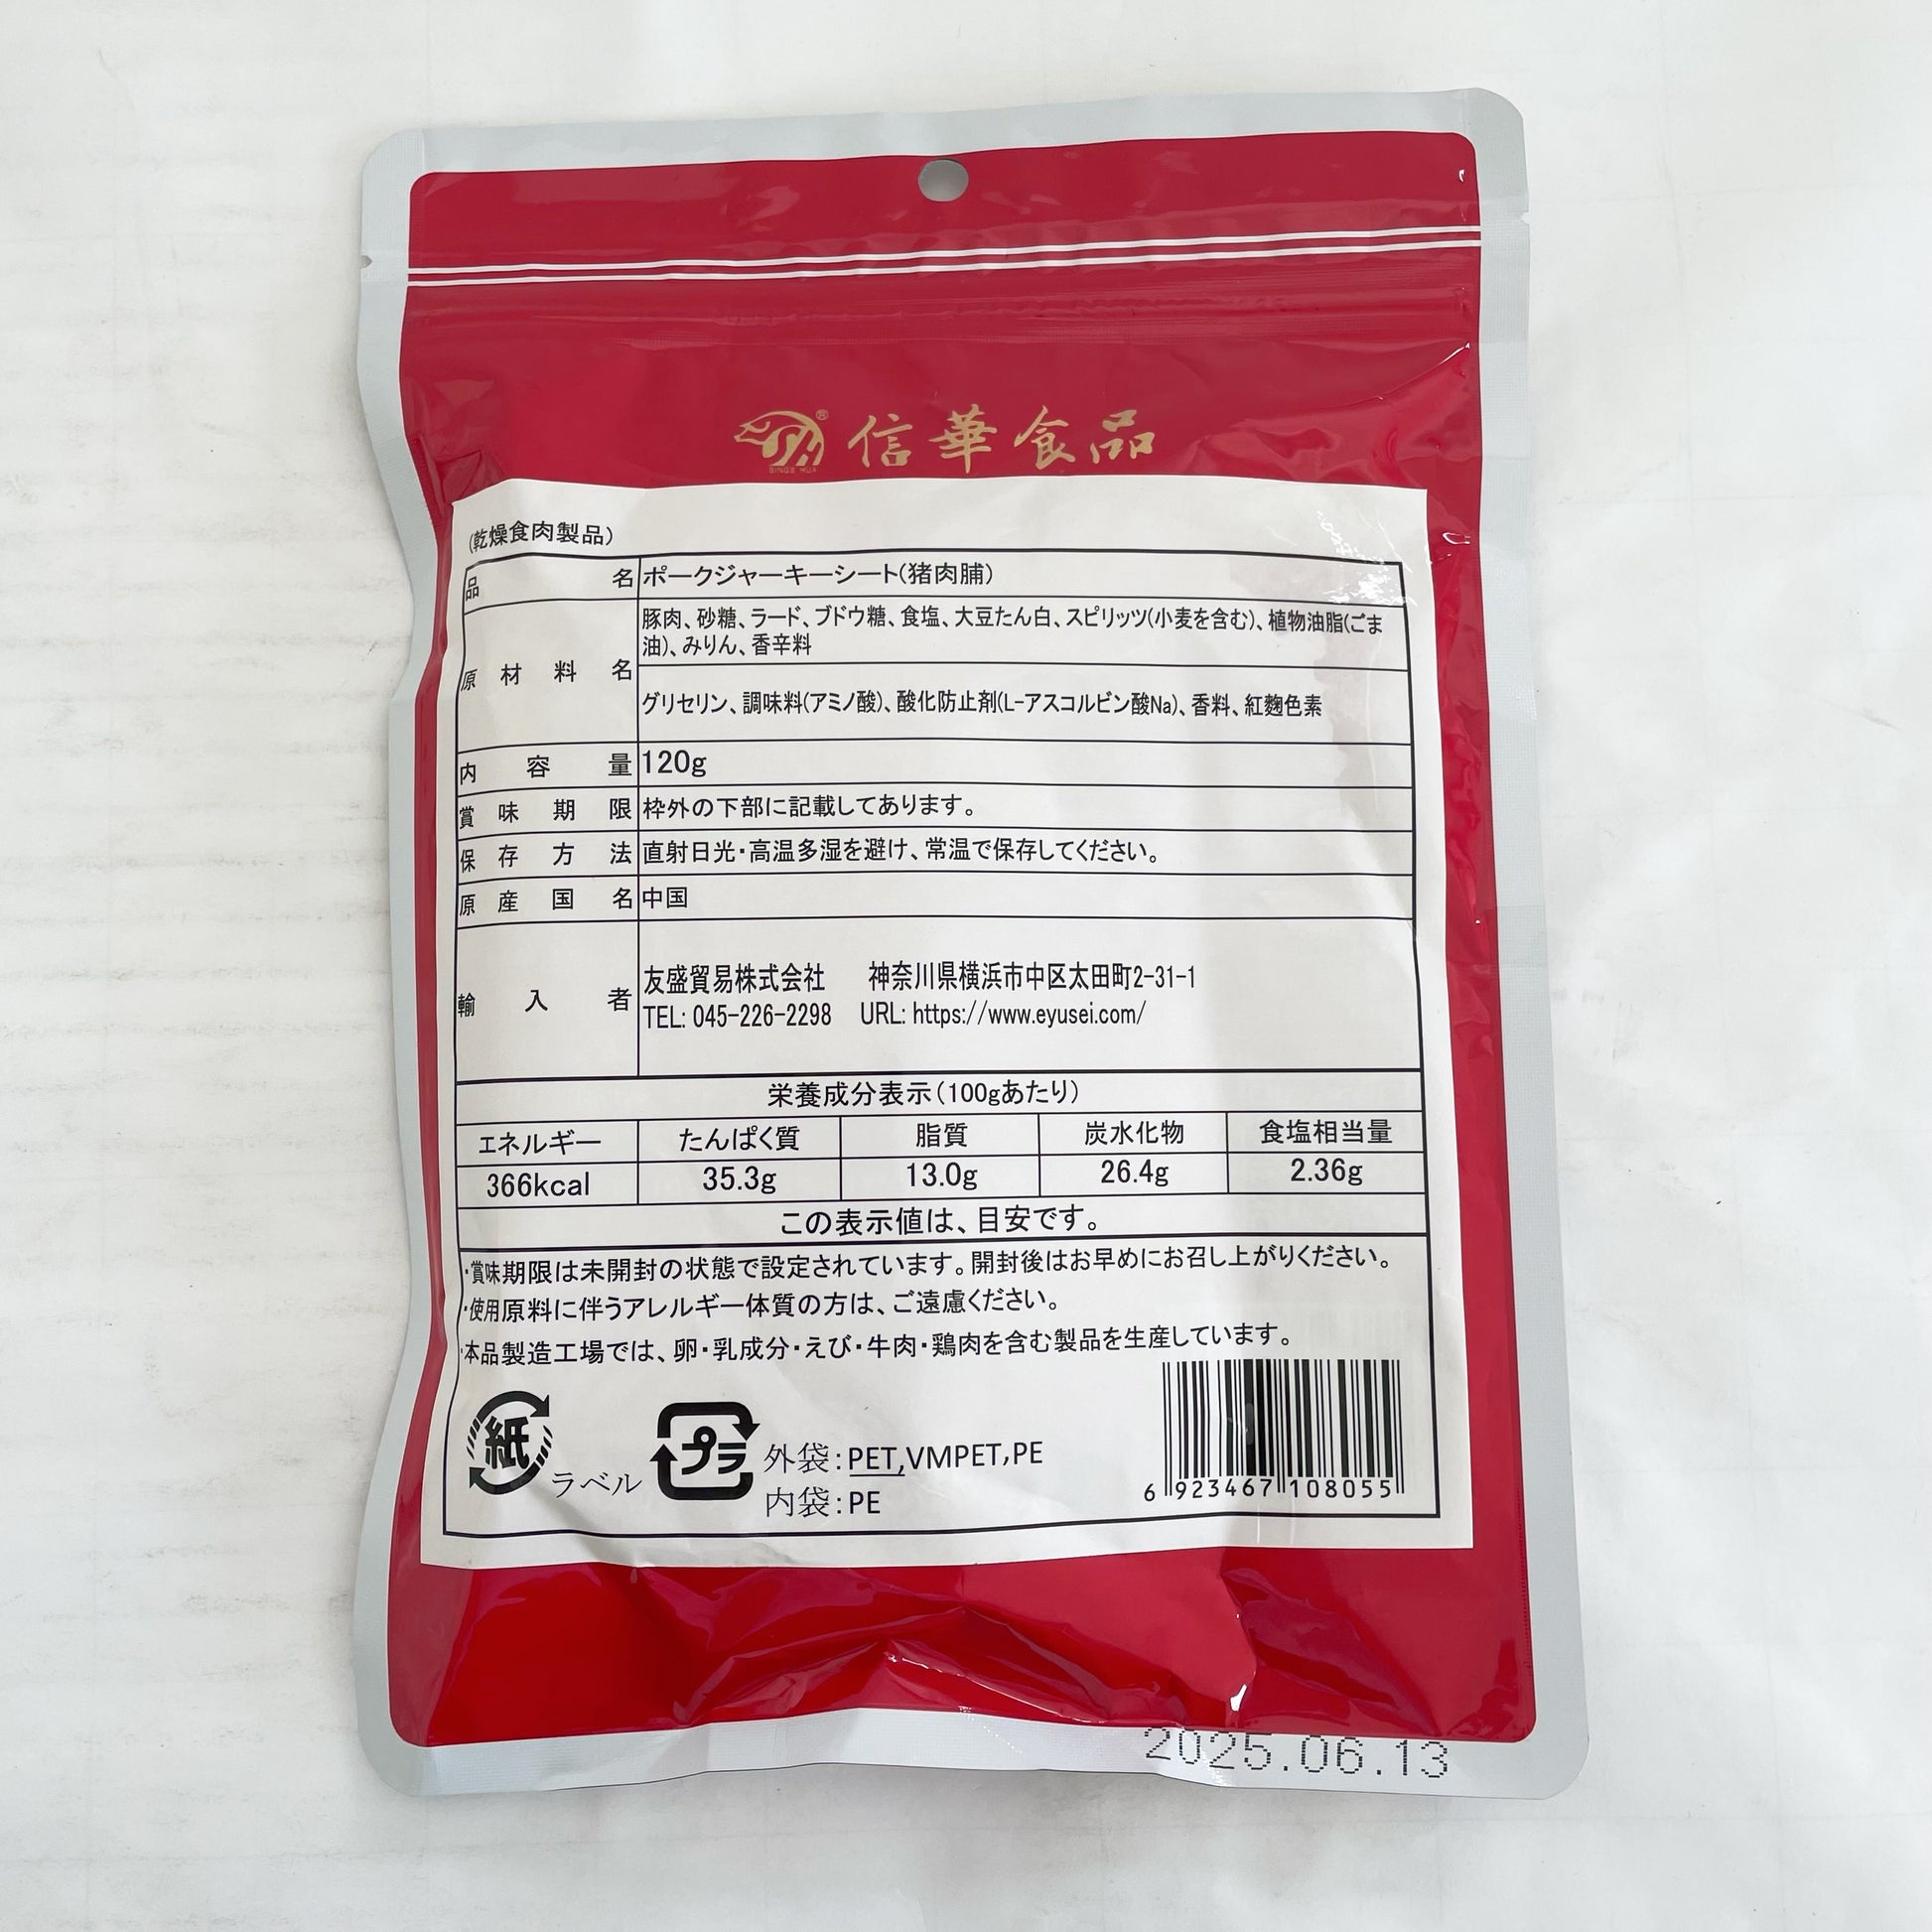 信華食品
(乾燥食肉製品)
品名 ポークジャーキーシート(猪肉脯)
原材料名 豚肉、砂糖、ラード、ブドウ糖、食塩、大豆たん白、スピリッツ(小麦を含む)、植物油脂(ごま
油)、みりん、香辛料
グリセリン、調味料(アミノ酸)、酸化防止剤(L-アスコルビン酸Na)、香料、紅麹色素
内容量 120g
賞味期限 枠外の下部に記載してあります。
保存方法 直射日光・高温多湿を避け、常温で保存してください。
原産国名 中国
輸入者 友盛貿易株式会社 神奈川県横浜市中区太田町2-31-1
TEL: 045-226-2298 URL: https://www.eyusei.com/
栄養成分表示(100gあたり)
エネルギー たんぱく質 脂質 炭水化物 食塩相当量
366kcal 35.3g 13.0g 26.4g 2.36g
この表示値は、目安です。
・賞味期限は未開封の状態で設定されています。開封後はお早めにお召し上がりください。
・使用原料に伴うアレルギー体質の方は、ご遠慮ください。
・本品製造工場では、卵・乳成分・えび・牛肉・鶏肉を含む製品を生産しています。
紙 ラベル プラ 外袋:PET,VMPET,PE
内袋:PE
6 923467 108055
2025.06.13